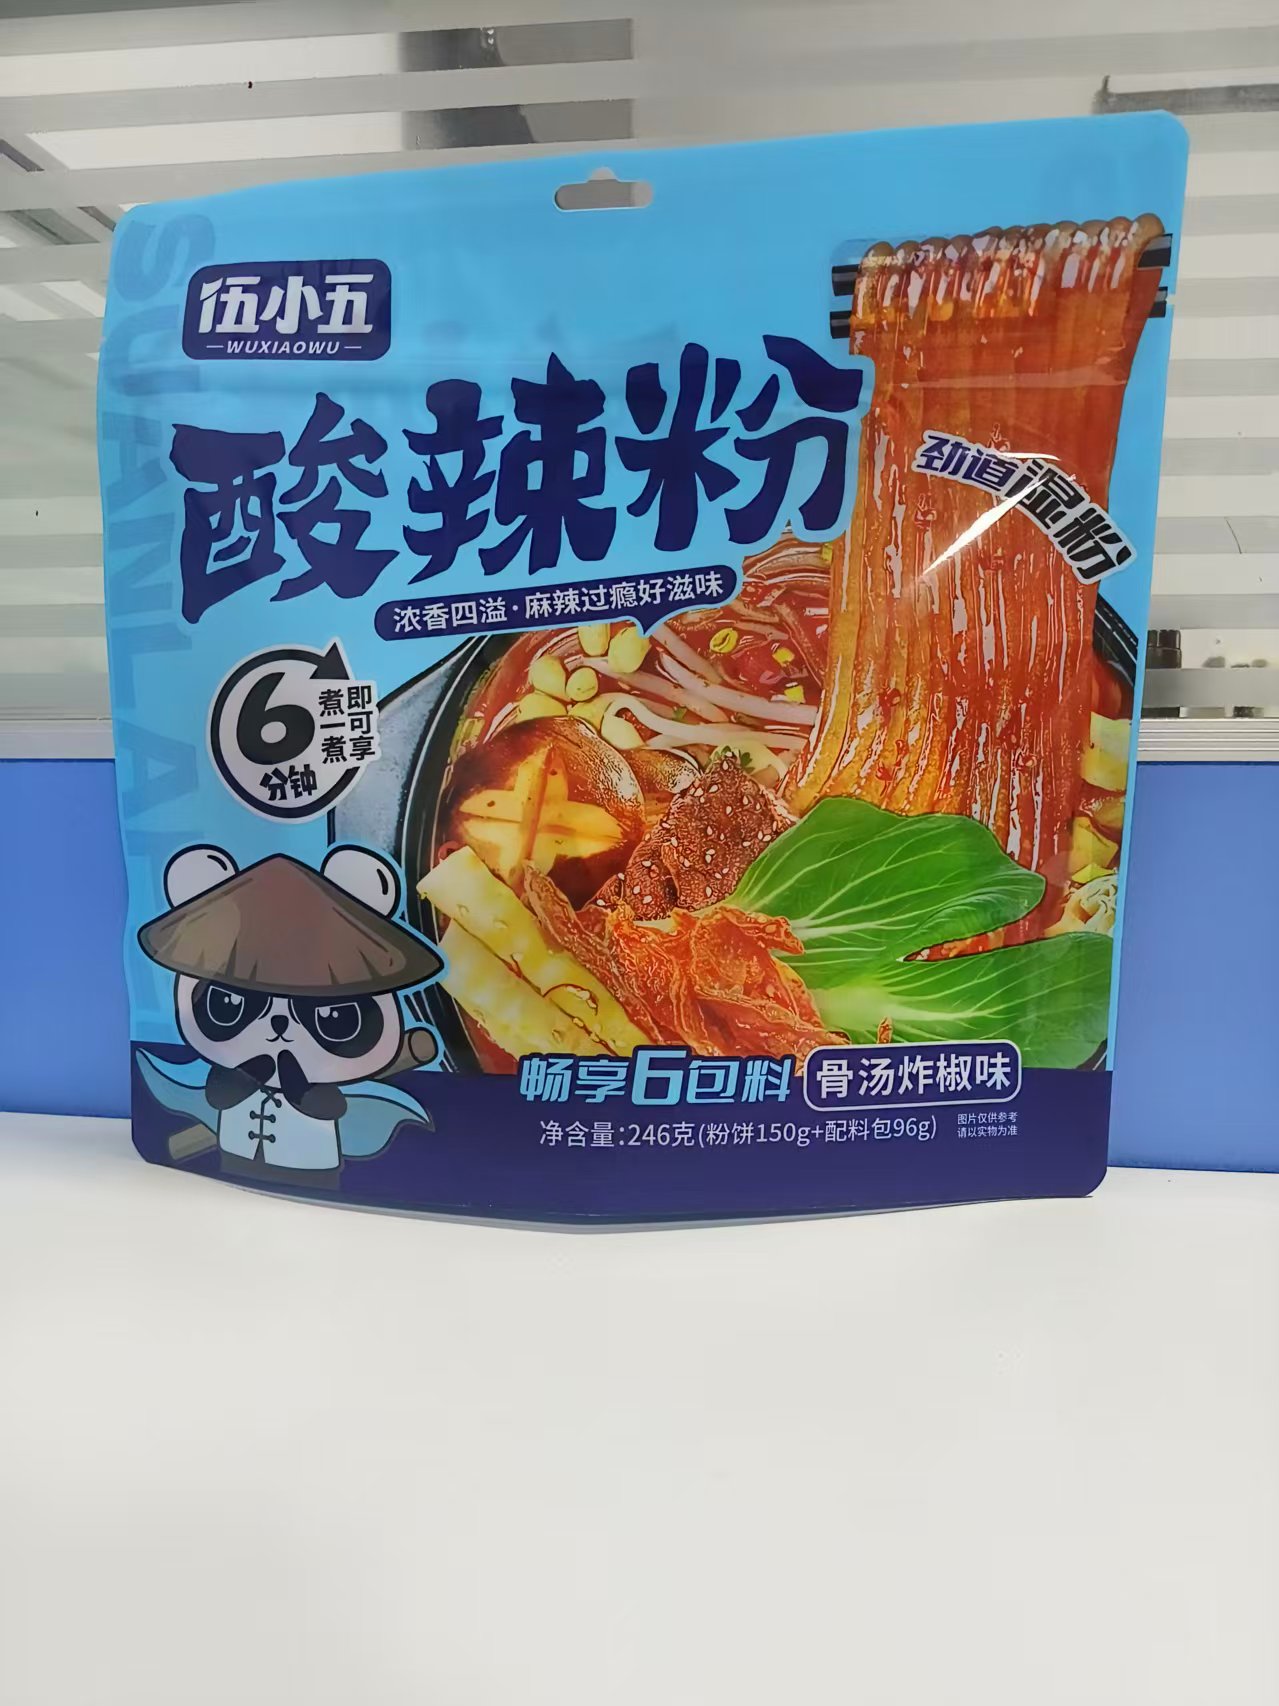 伍小五
WUXIAOWU
酸辣粉
劲道湿粉
浓香四溢·麻辣过瘾好滋味
6
分钟
煮一煮
即可享
畅享6包料
骨汤炸椒味
净含量:246克(粉饼150g+配料包96g)
图片仅供参考
请以实物为准